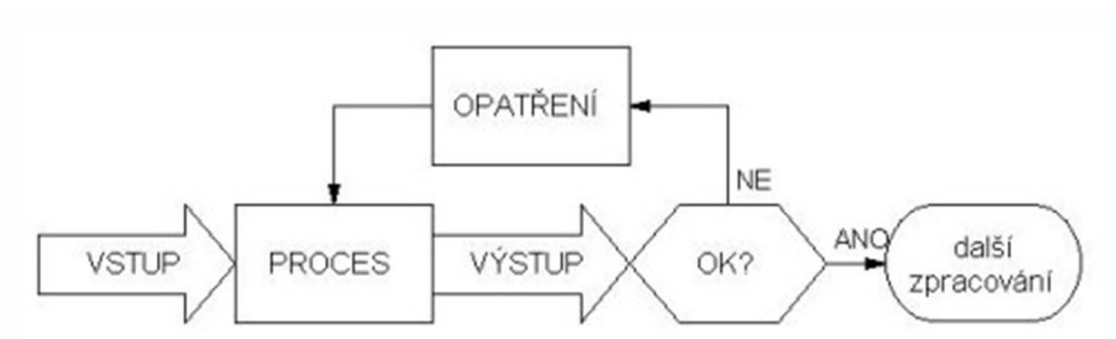 OPATŘENÍ
NE
VSTUP
PROCES
VÝSTUP
OK?
ANO
další
zpracování